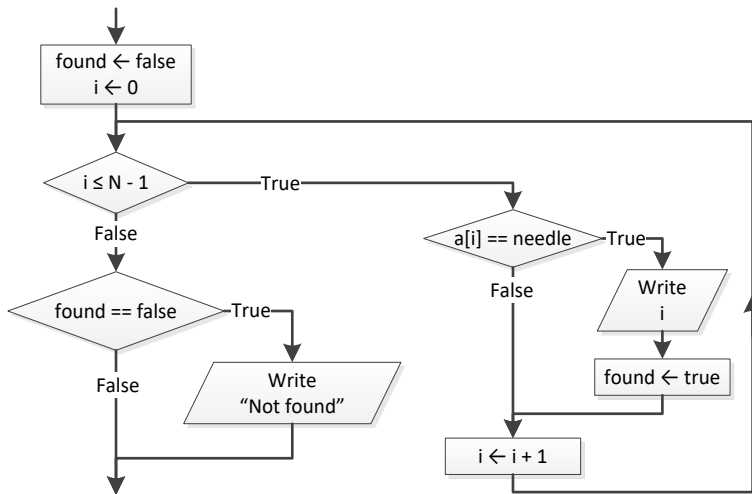 found ← false
i ← 0
i ≤ N - 1
True
False
a[i] == needle
True
False
Write
i
found ← true
i ← i + 1
found == false
True
False
Write
“Not found”